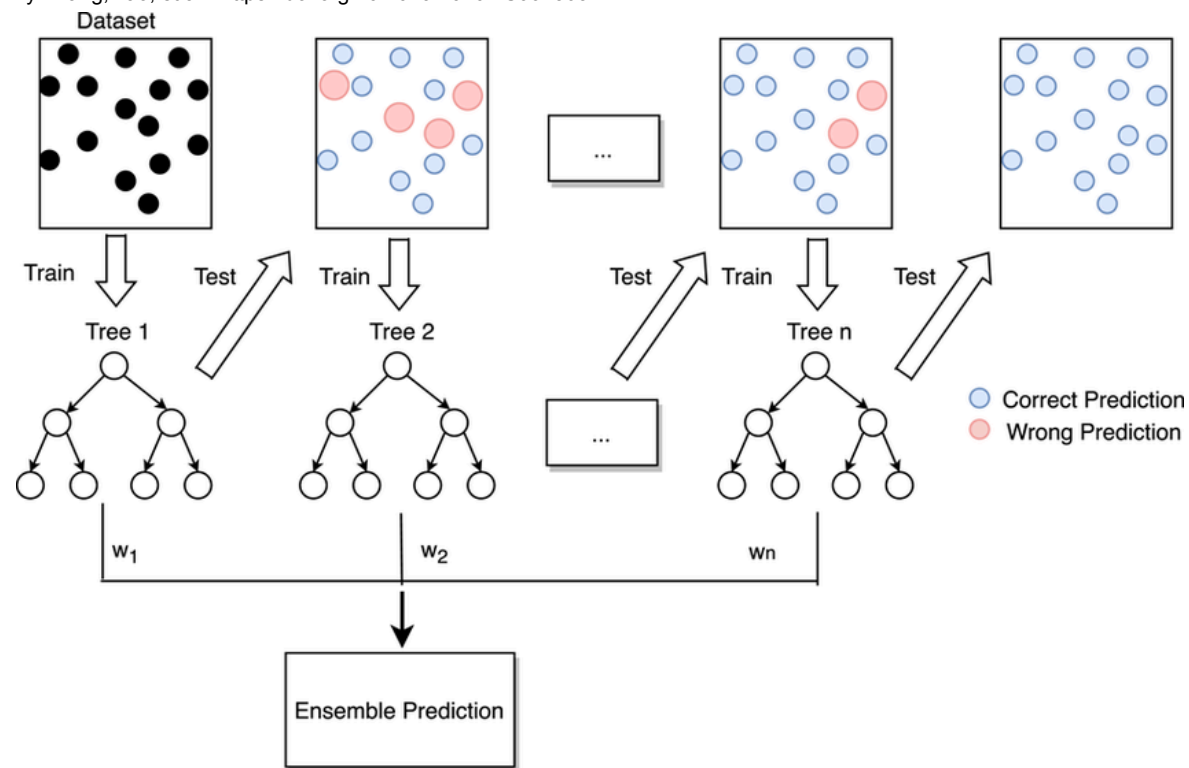 Dataset
...
Train
Test
Train
Test
Train
Test
Tree 1
Tree 2
Tree n
Correct Prediction
Wrong Prediction
...
w1
w2
wn
Ensemble Prediction